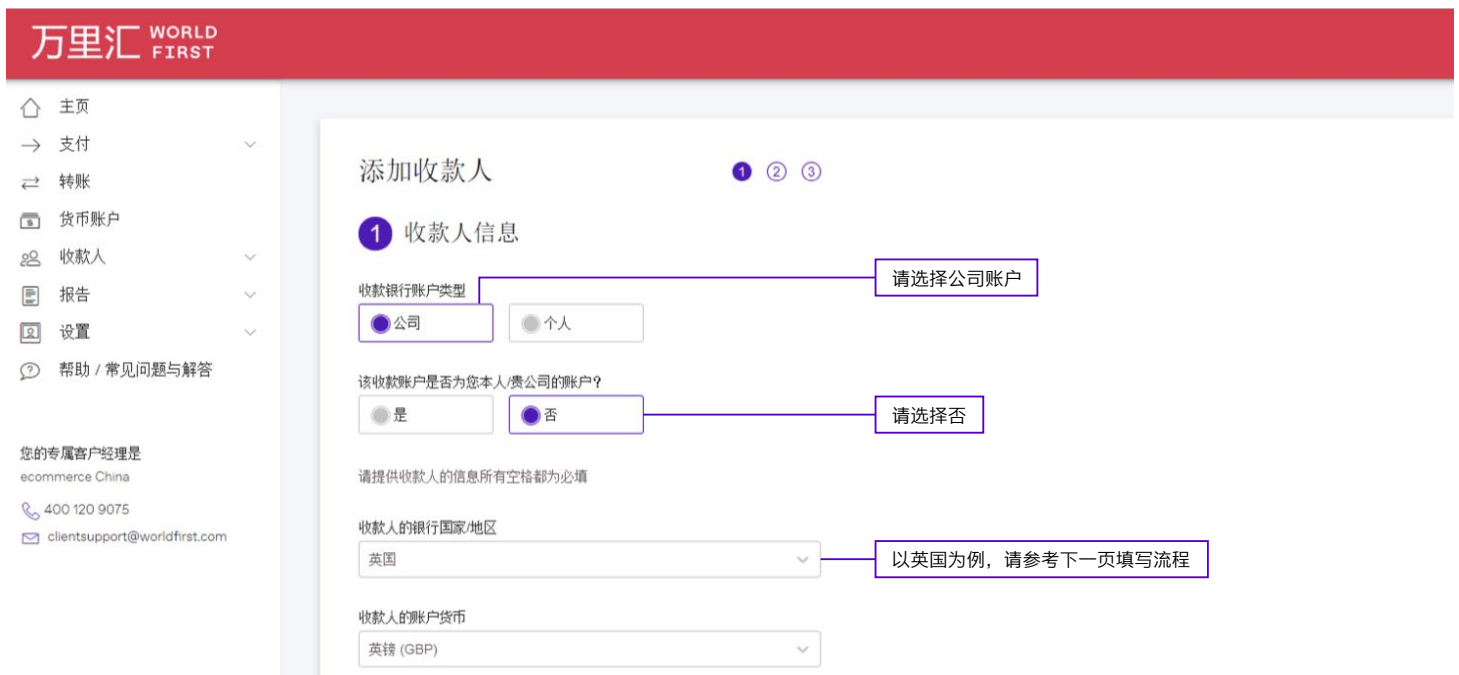 万里汇 WORLD
FIRST
主页
支付
转账
货币账户
收款人
报告
设置
帮助 / 常见问题与解答
您的专属客户经理是
ecommerce China
400 120 9075
clientsupport@worldfirst.com
添加收款人 1 2 3
1 收款人信息
请选择公司账户
收款银行账户类型
公司 个人
该收款账户是否为您本人/贵公司的账户?
是 否 请选择否
请提供收款人的信息所有空格都为必填
收款人的银行国家/地区
英国 以英国为例，请参考下一页填写流程
收款人的账户货币
英镑 (GBP)